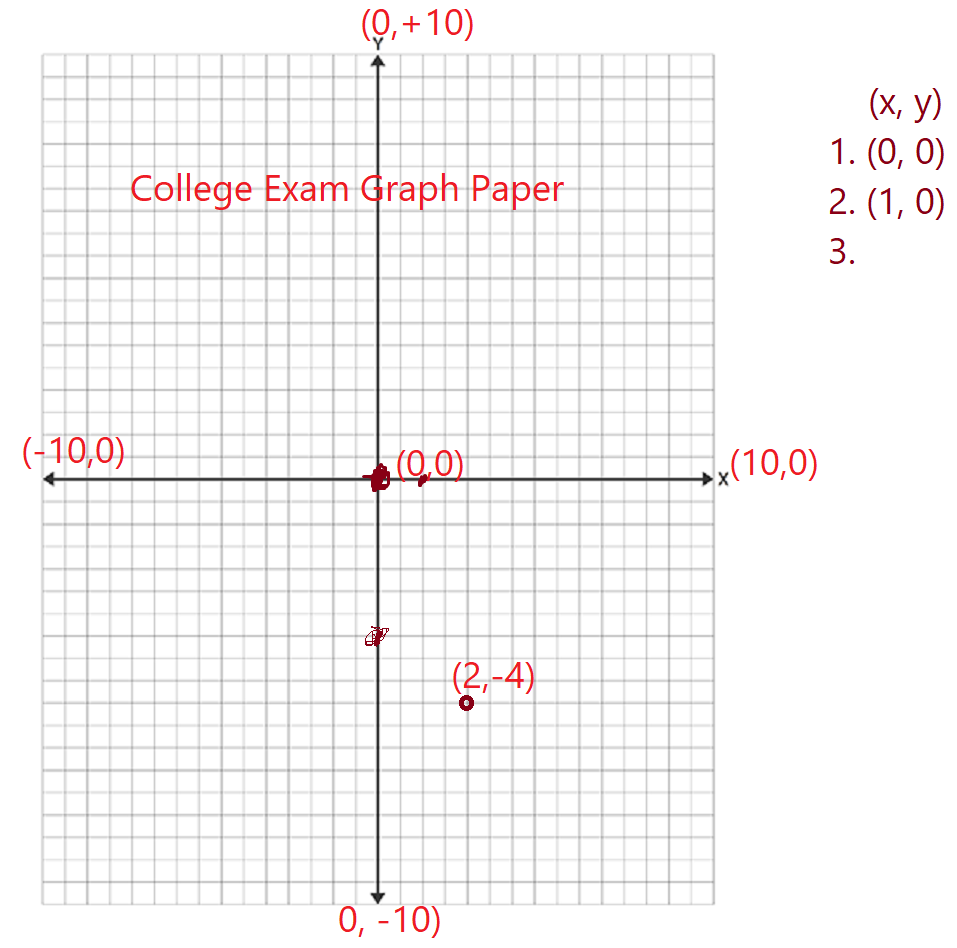 (0,+10)
Y
(x, y)
1. (0, 0)
College Exam Graph Paper
2. (1, 0)
3.
(-10,0)
(0,0)
X
(10,0)
(2,-4)
0, -10)